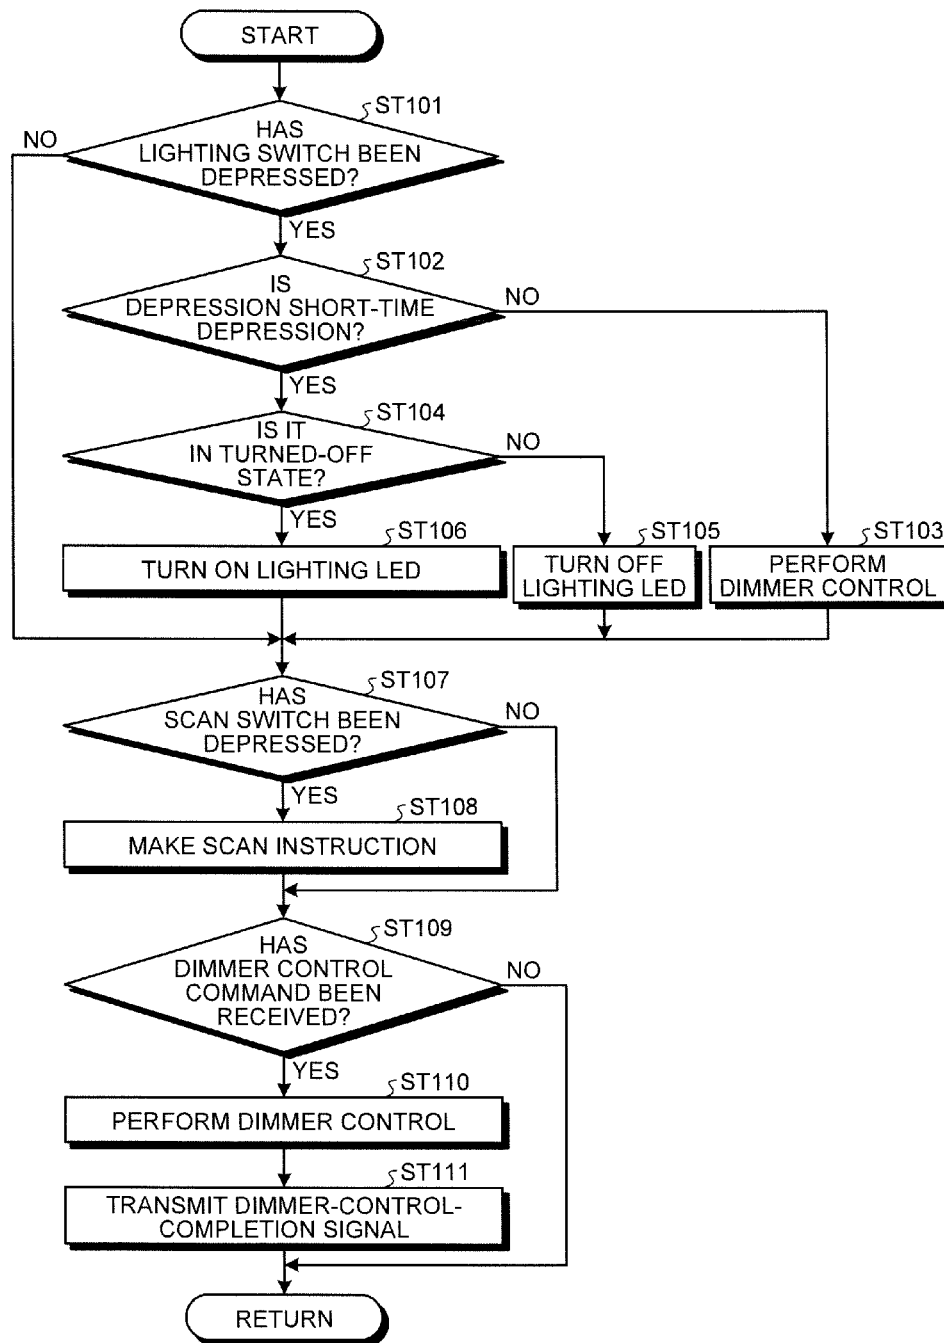 START
ST101
NO
HAS
LIGHTING SWITCH BEEN
DEPRESSED?
YES
ST102
IS
DEPRESSION SHORT-TIME
DEPRESSION?
NO
YES
ST104
IS IT
IN TURNED-OFF
STATE?
NO
YES
ST106
TURN ON LIGHTING LED
ST105
TURN OFF
LIGHTING LED
ST103
PERFORM
DIMMER CONTROL
ST107
HAS
SCAN SWITCH BEEN
DEPRESSED?
NO
YES
ST108
MAKE SCAN INSTRUCTION
ST109
HAS
DIMMER CONTROL
COMMAND BEEN
RECEIVED?
NO
YES
ST110
PERFORM DIMMER CONTROL
ST111
TRANSMIT DIMMER-CONTROL-
COMPLETION SIGNAL
RETURN